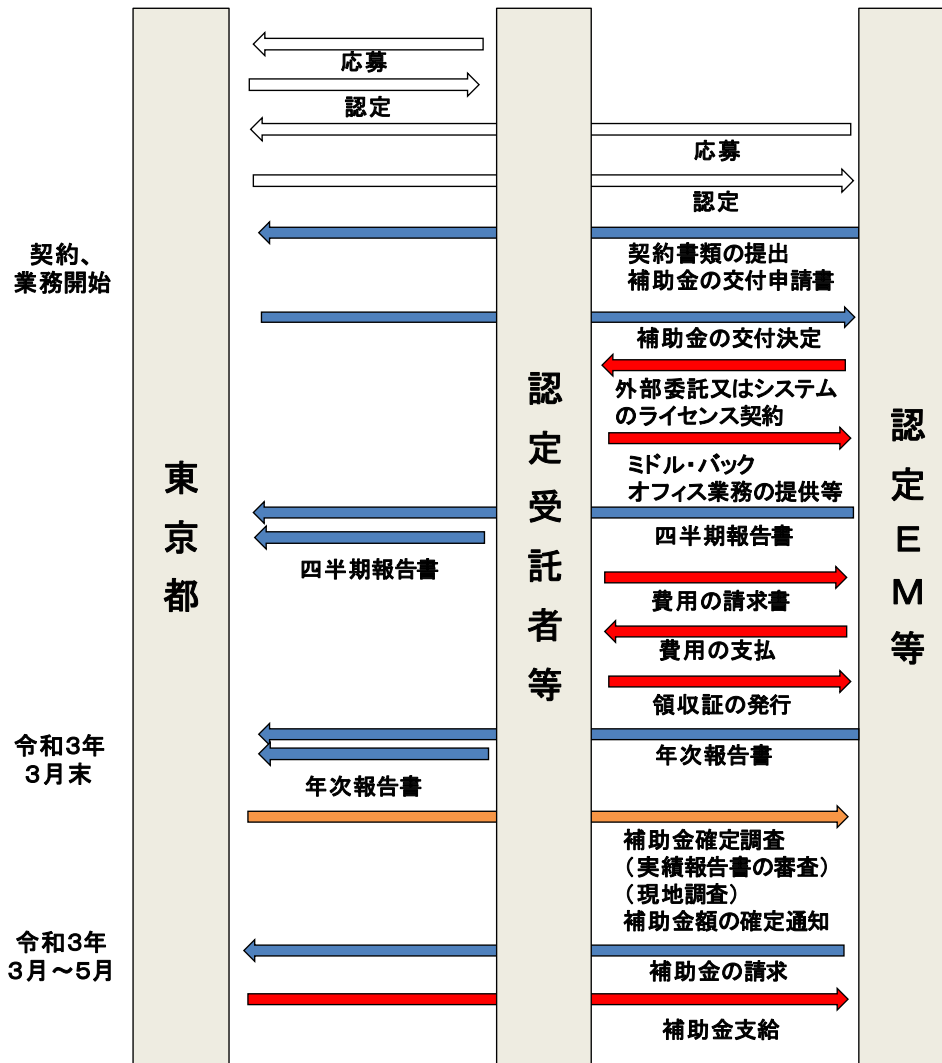 応募
認定
応募
認定
契約、
業務開始
契約書類の提出
補助金の交付申請書
補助金の交付決定
外部委託又はシステム
のライセンス契約
ミドル・バック
オフィス業務の提供等
東京都
認定受託者等
認定EM等
四半期報告書
四半期報告書
費用の請求書
費用の支払
領収証の発行
令和3年
3月末
年次報告書
年次報告書
補助金確定調査
（実績報告書の審査）
（現地調査）
補助金額の確定通知
令和3年
3月～5月
補助金の請求
補助金支給